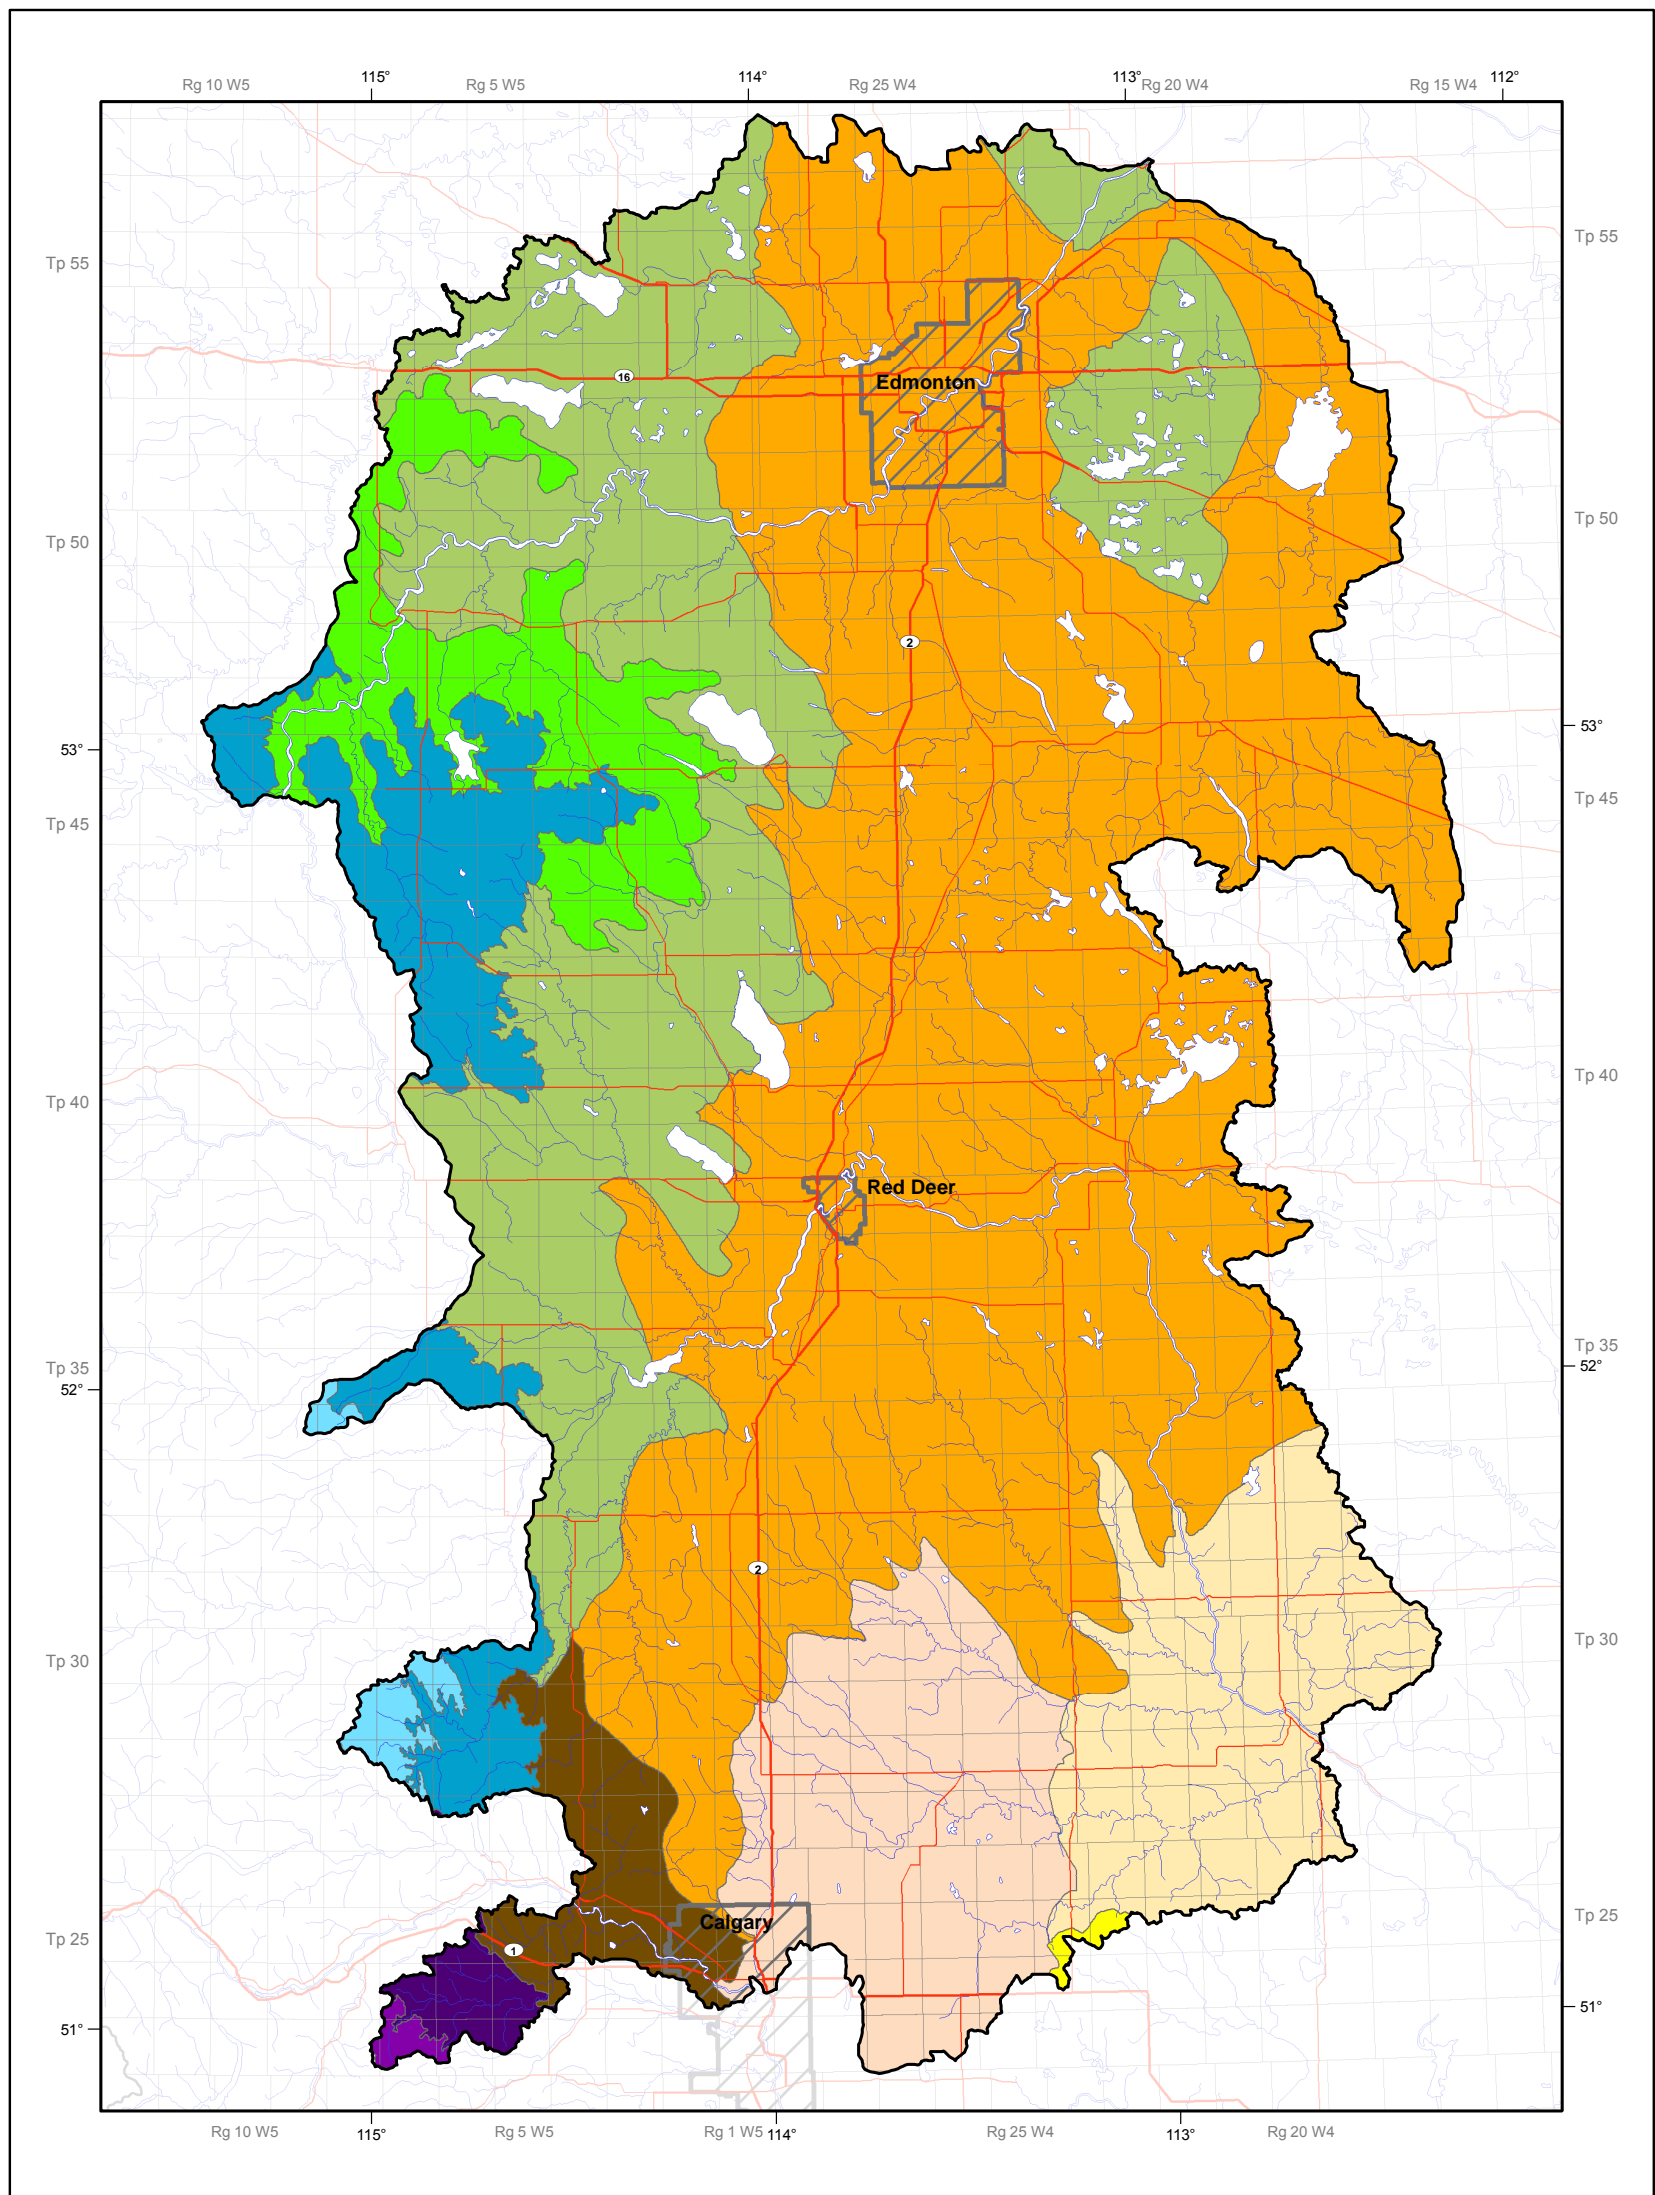 115° 114° 113° 112°
Rg 10 W5 Rg 5 W5 Rg 25 W4 Rg 20 W4 Rg 15 W4
Tp 55 Tp 55
16
Edmonton
Tp 50 Tp 50
2
53° 53°
Tp 45 Tp 45
Tp 40 Tp 40
Red Deer
Tp 35 Tp 35
52° 52°
2
Tp 30 Tp 30
Calgary
Tp 25 Tp 25
1
51° 51°
Rg 10 W5 115° Rg 5 W5 Rg 1 W5 114° Rg 25 W4 113° Rg 20 W4